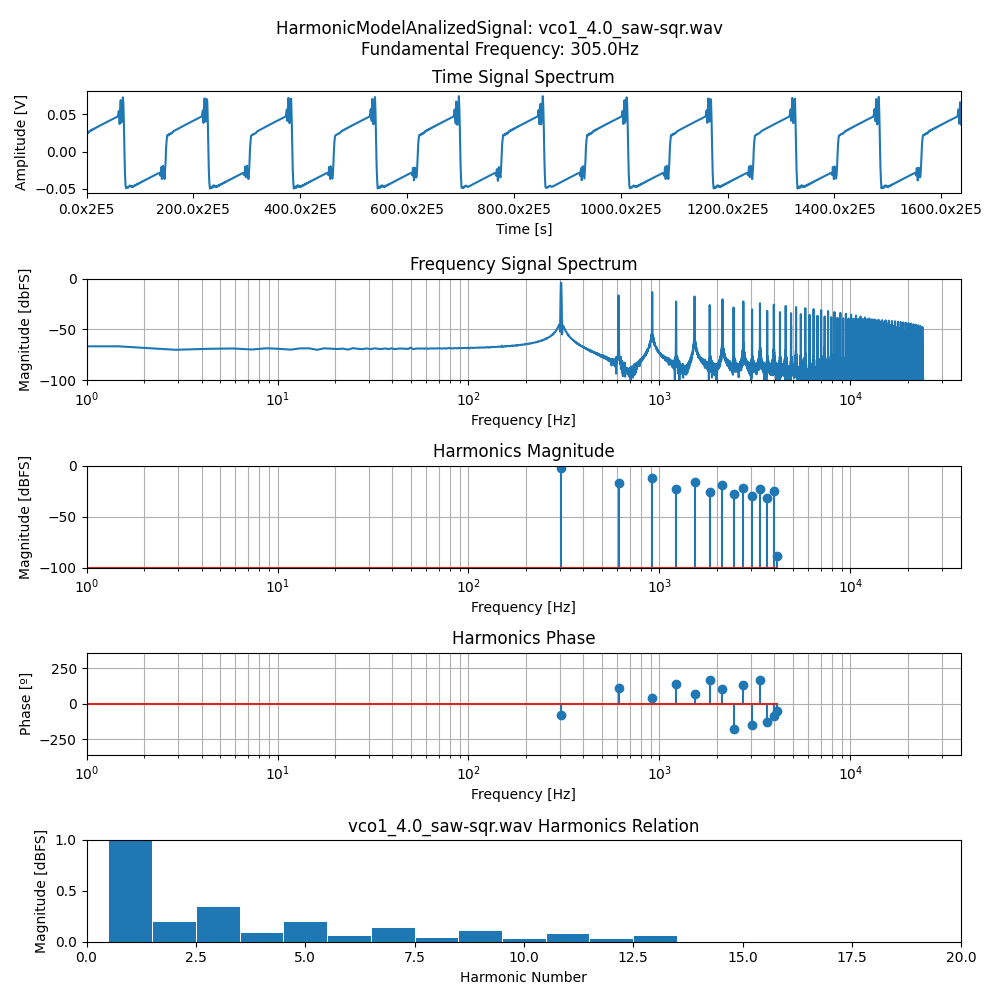 HarmonicModelAnalizedSignal: vco1_4.0_saw-sqr.wav
Fundamental Frequency: 305.0Hz
Time Signal Spectrum
Amplitude [V]
0.05
0.00
−0.05
0.0x2E5 200.0x2E5 400.0x2E5 600.0x2E5 800.0x2E5 1000.0x2E5 1200.0x2E5 1400.0x2E5 1600.0x2E5
Time [s]
Frequency Signal Spectrum
Magnitude [dbFS]
0
−50
−100
10^0 10^1 10^2 10^3 10^4
Frequency [Hz]
Harmonics Magnitude
Magnitude [dBFS]
0
−50
−100
10^0 10^1 10^2 10^3 10^4
Frequency [Hz]
Harmonics Phase
Phase [º]
250
0
−250
10^0 10^1 10^2 10^3 10^4
Frequency [Hz]
vco1_4.0_saw-sqr.wav Harmonics Relation
Magnitude [dBFS]
1.0
0.5
0.0
0.0 2.5 5.0 7.5 10.0 12.5 15.0 17.5 20.0
Harmonic Number